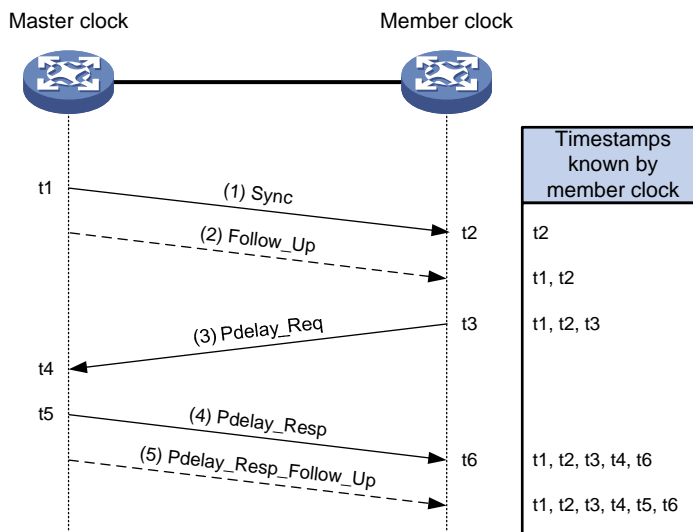 Master clock
Member clock
Timestamps
known by
member clock
t1
(1) Sync
t2
t2
(2) Follow_Up
t1, t2
t3
t1, t2, t3
(3) Pdelay_Req
t4
t5
(4) Pdelay_Resp
t6
t1, t2, t3, t4, t6
(5) Pdelay_Resp_Follow_Up
t1, t2, t3, t4, t5, t6